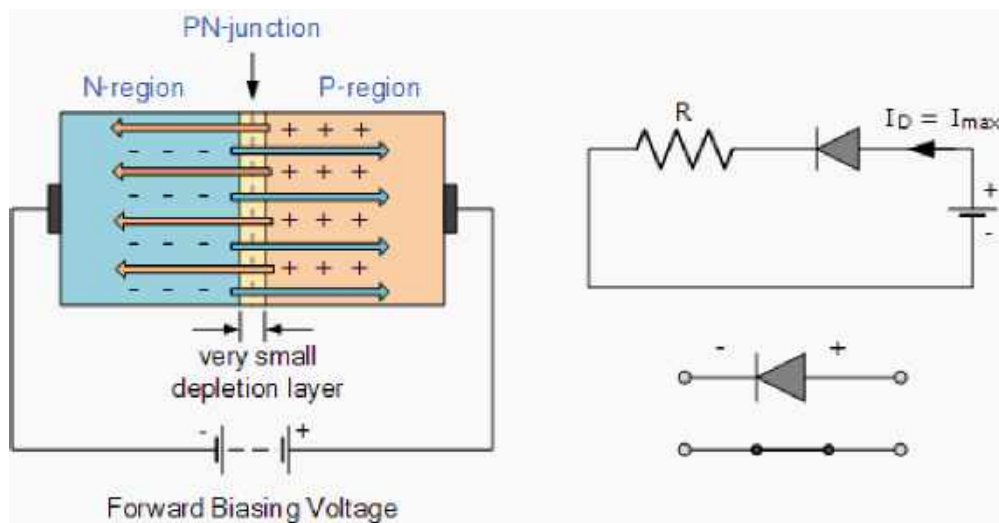 PN-junction
N-region
P-region
+ + +
- - -
+ + +
- - -
+ + +
- - -
+ + +
- - -
very small
depletion layer
- +
Forward Biasing Voltage
R
I_D = I_max
+
-
- +